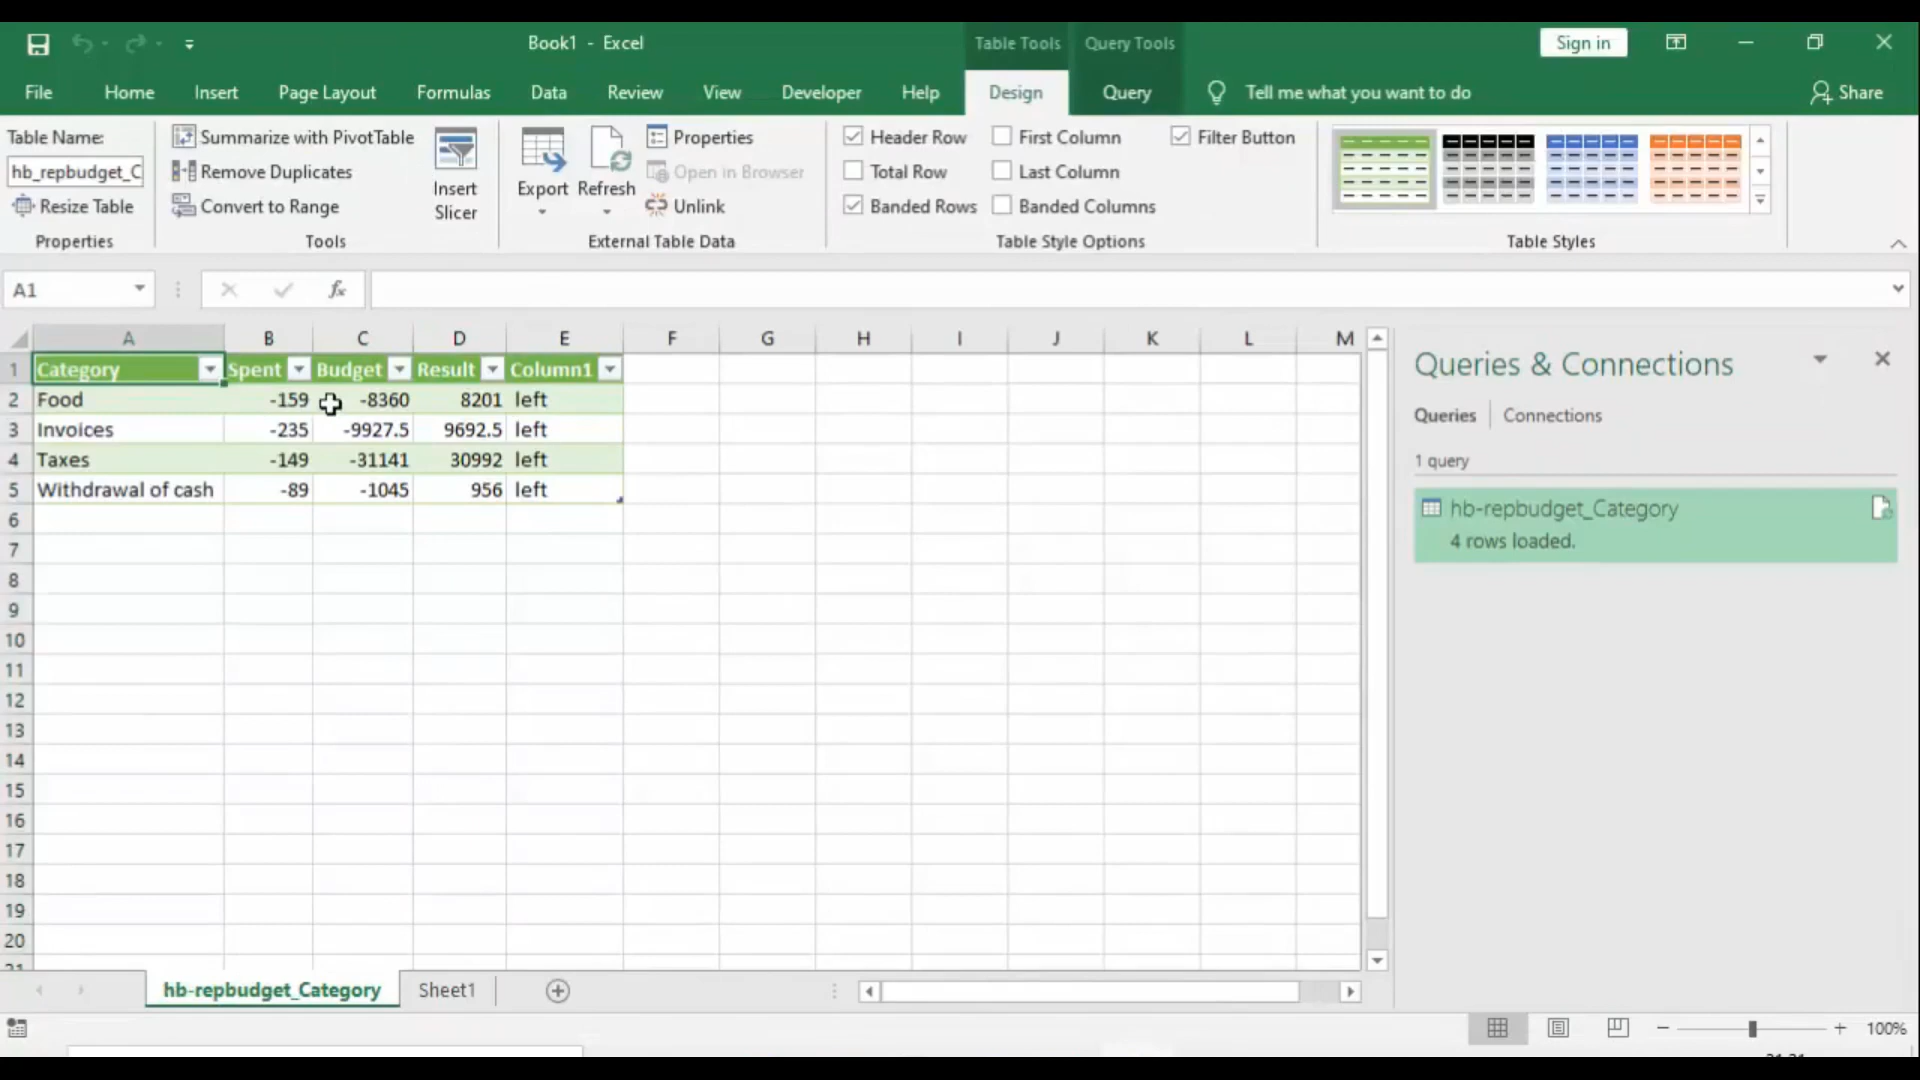 Book1 - Excel
Table Tools
Query Tools
Sign in
File
Home
Insert
Page Layout
Formulas
Data
Review
View
Developer
Help
Design
Query
Tell me what you want to do
Share
Table Name:
hb_repbudget_C
Resize Table
Properties
Summarize with PivotTable
Remove Duplicates
Convert to Range
Tools
Insert
Slicer
Export
Refresh
Properties
Open in Browser
Unlink
External Table Data
Header Row
Total Row
Banded Rows
First Column
Last Column
Banded Columns
Filter Button
Table Style Options
Table Styles
A1
fx
A B C D E F G H I J K L M
1 Category Spent Budget Result Column1
2 Food -159 -8360 8201 left
3 Invoices -235 -9927.5 9692.5 left
4 Taxes -149 -31141 30992 left
5 Withdrawal of cash -89 -1045 956 left
6
7
8
9
10
11
12
13
14
15
16
17
18
19
20
Queries & Connections
Queries
Connections
1 query
hb-repbudget_Category
4 rows loaded.
hb-repbudget_Category
Sheet1
100%